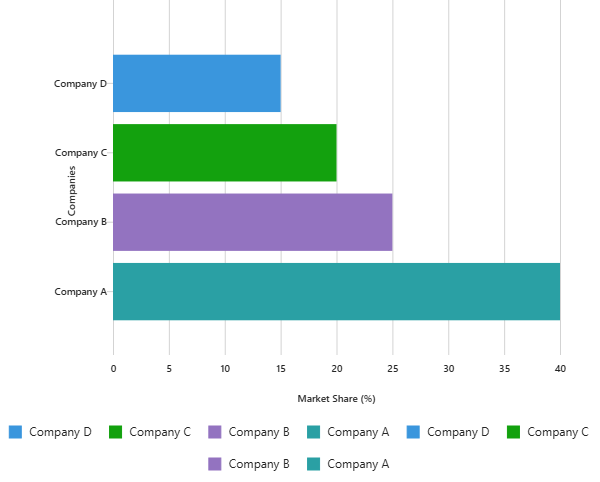 Company D
Company C
Companies
Company B
Company A
0 5 10 15 20 25 30 35 40
Market Share (%)
Company D Company C Company B Company A Company D Company C
Company B Company A